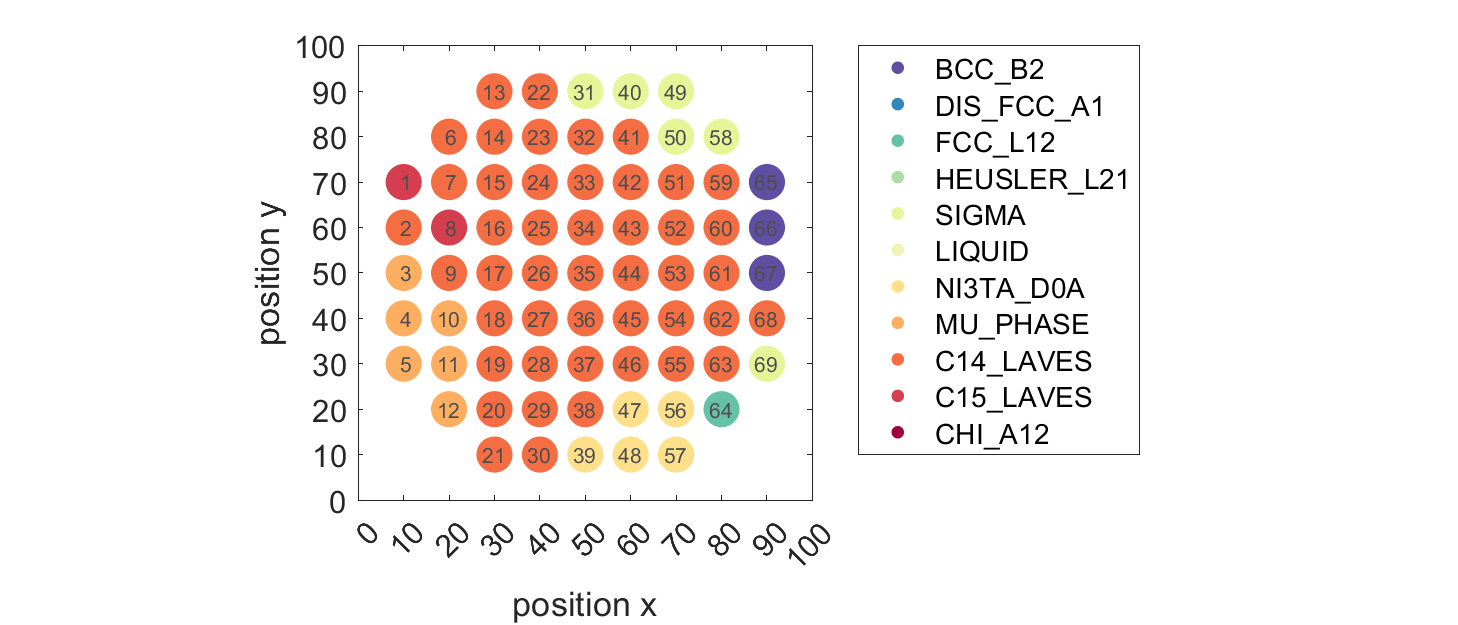 100
90 13 22 31 40 49
80 6 14 23 32 41 50 58
70 1 7 15 24 33 42 51 59 65
60 2 8 16 25 34 43 52 60 66
50 3 9 17 26 35 44 53 61 67
40 4 10 18 27 36 45 54 62 68
30 5 11 19 28 37 46 55 63 69
20 12 20 29 38 47 56 64
10 21 30 39 48 57
0
0 10 20 30 40 50 60 70 80 90 100
position x
position y
BCC_B2
DIS_FCC_A1
FCC_L12
HEUSLER_L21
SIGMA
LIQUID
NI3TA_D0A
MU_PHASE
C14_LAVES
C15_LAVES
CHI_A12